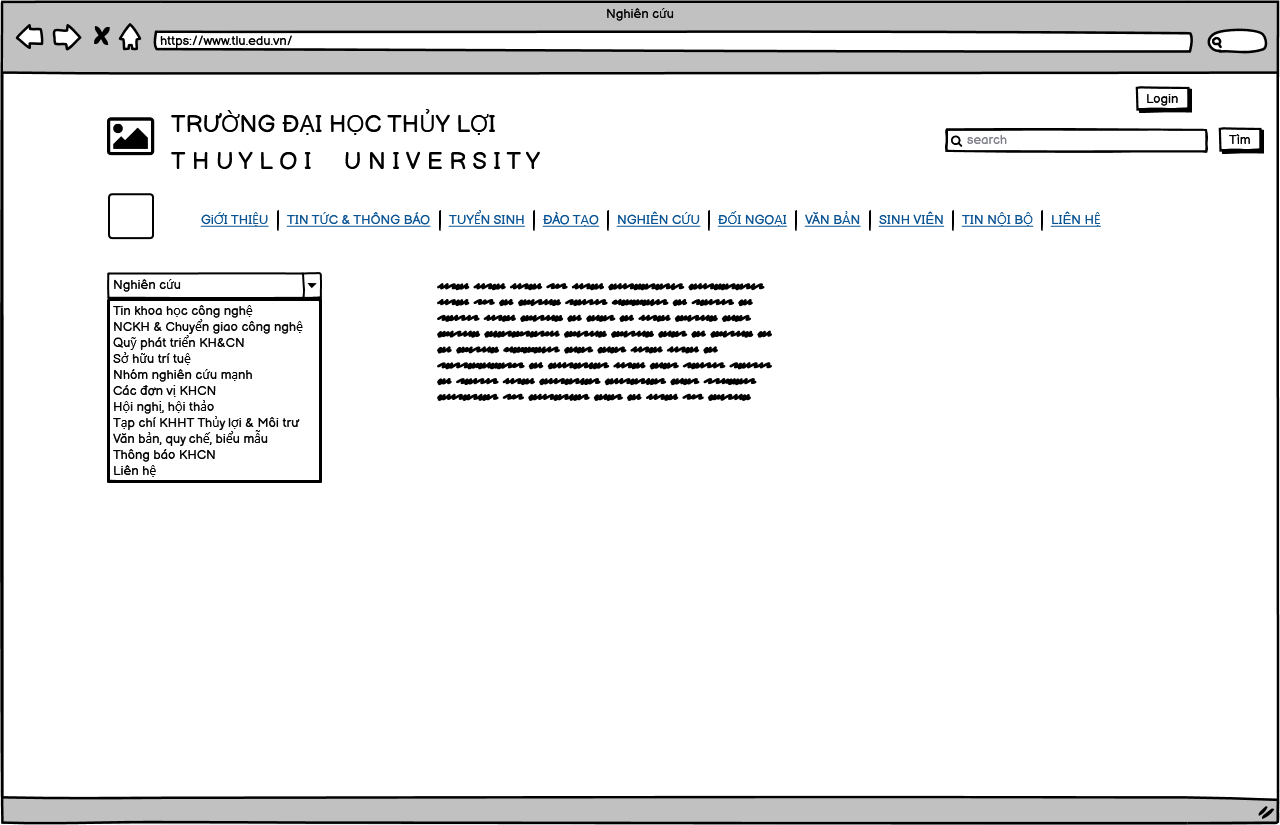 Nghiên cứu
https://www.tlu.edu.vn/
Login
TRƯỜNG ĐẠI HỌC THỦY LỢI
THUYLOI UNIVERSITY
search
Tìm
GiỚI THIỆU
TIN TỨC & THÔNG BÁO
TUYỂN SINH
ĐÀO TẠO
NGHIÊN CỨU
ĐỐI NGOẠI
VĂN BẢN
SINH VIÊN
TIN NỘI BỘ
LIÊN HỆ
Nghiên cứu
Tin khoa học công nghệ
NCKH & Chuyển giao công nghệ
Quỹ phát triển KH&CN
Sở hữu trí tuệ
Nhóm nghiên cứu mạnh
Các đơn vị KHCN
Hội nghị, hội thảo
Tạp chí KHHT Thủy lợi & Môi trư
Văn bản, quy chế, biểu mẫu
Thông báo KHCN
Liên hệ